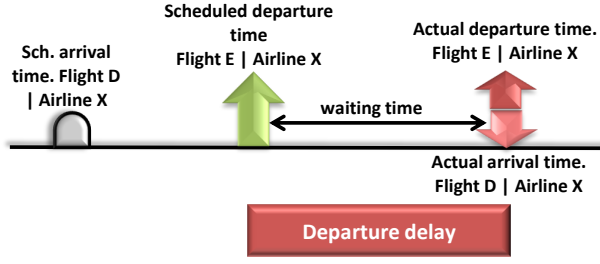 Sch. arrival
time. Flight D
| Airline X
Scheduled departure
time
Flight E | Airline X
Actual departure time.
Flight E | Airline X
waiting time
Actual arrival time.
Flight D | Airline X
Departure delay